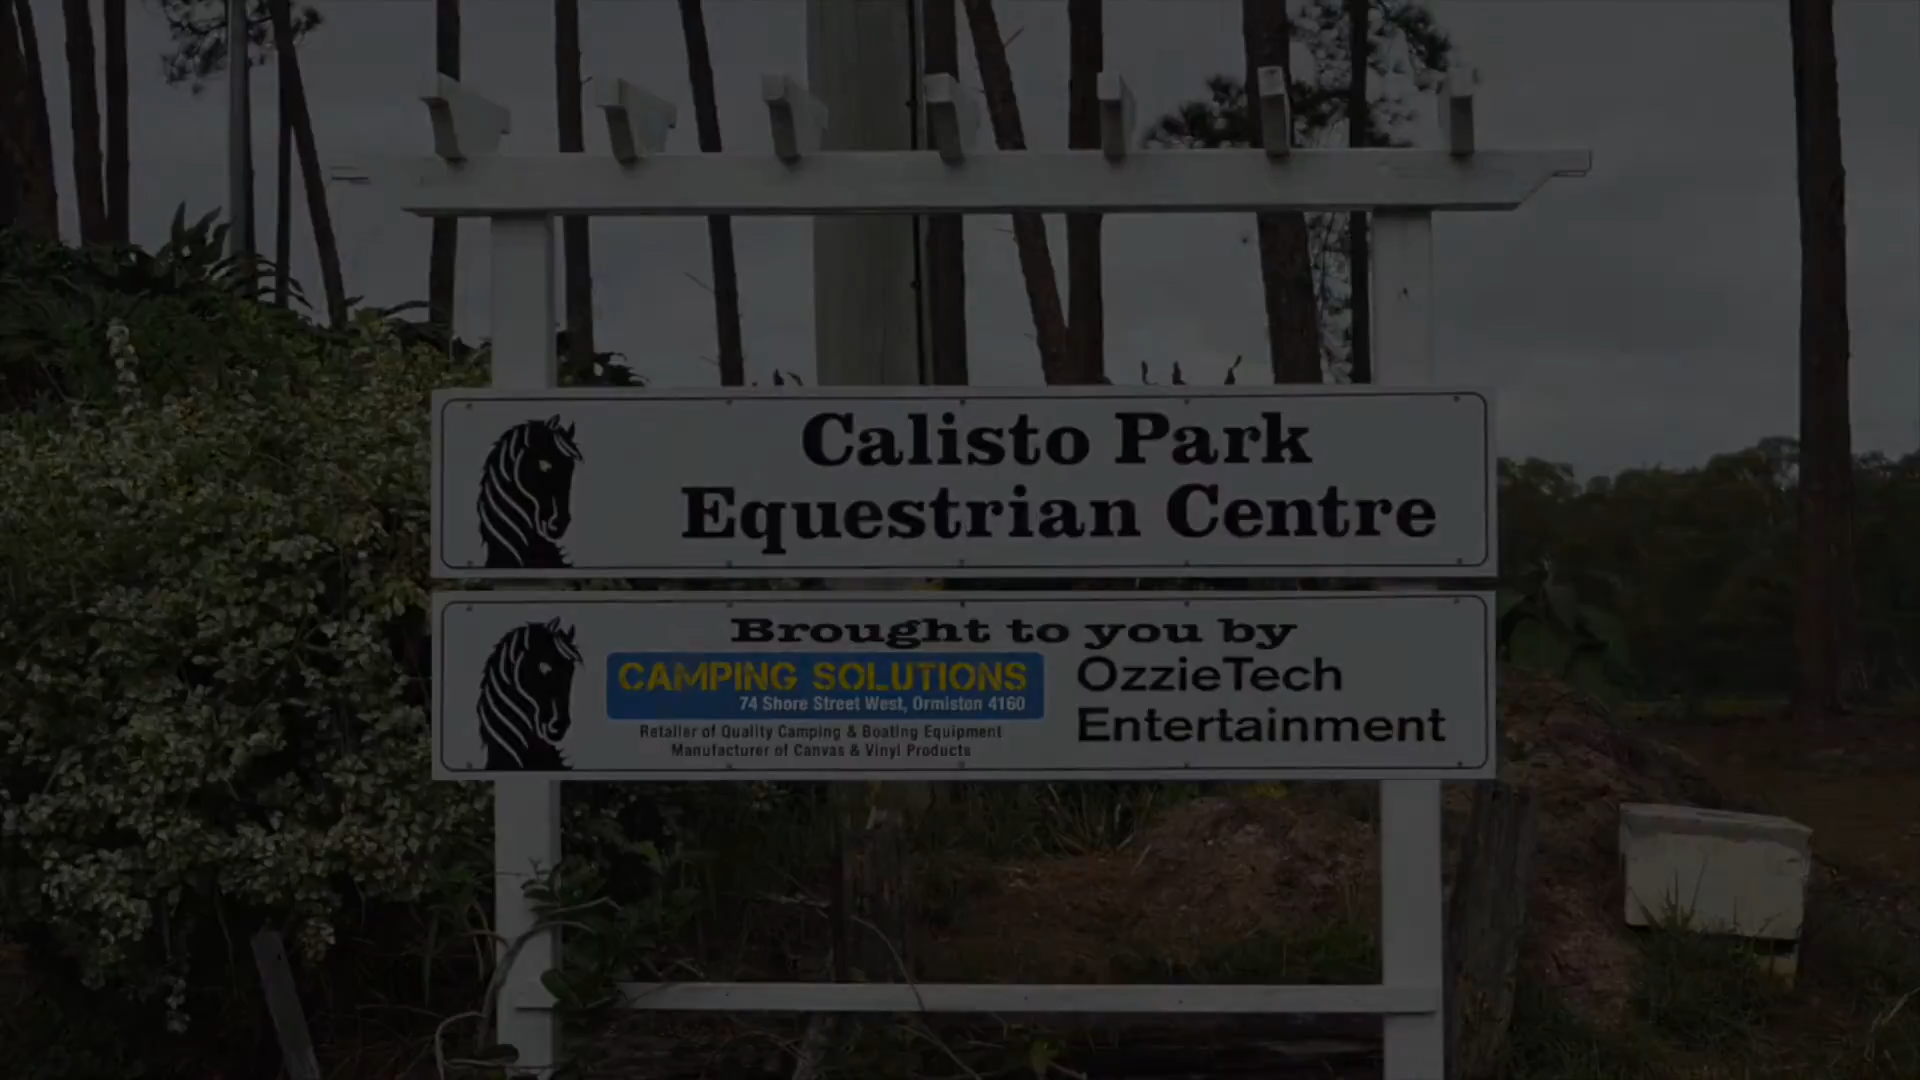 Calisto Park
Equestrian Centre
Brought to you by
CAMPING SOLUTIONS
74 Shore Street West, Ormiston 4160
Retailer of Quality Camping & Boating Equipment
Manufacturer of Canvas & Vinyl Products
OzzieTech
Entertainment